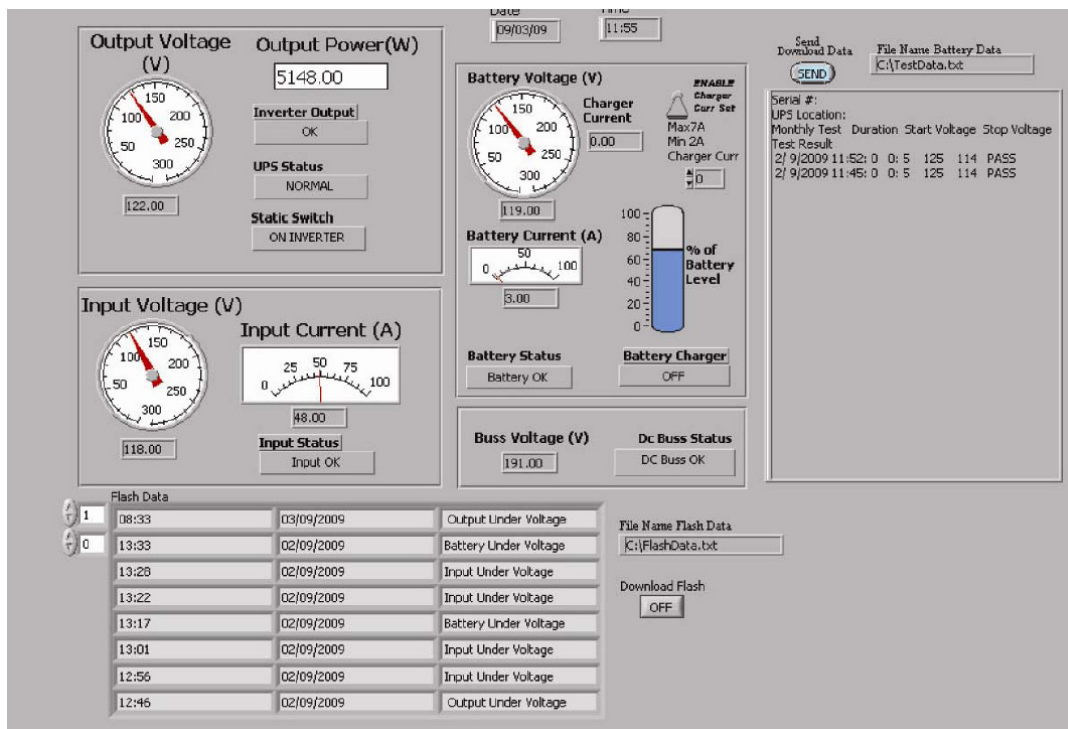 Date
Time
09/03/09
11:55
Output Voltage
(V)
50
100
150
200
250
300
122.00
Output Power(W)
5148.00
Inverter Output
OK
UPS Status
NORMAL
Static Switch
ON INVERTER
Input Voltage (V)
50
100
150
200
250
300
118.00
Input Current (A)
0
25
50
75
100
48.00
Input Status
Input OK
Battery Voltage (V)
50
100
150
200
250
300
119.00
Charger
Current
0.00
ENABLE
Charger
Curr Set
Max7A
Min 2A
Charger Curr
0
Battery Current (A)
0
50
100
3.00
100
80
60
40
20
0
% of
Battery
Level
Battery Status
Battery OK
Battery Charger
OFF
Buss Voltage (V)
191.00
Dc Buss Status
DC Buss OK
Send
Download Data
SEND
File Name Battery Data
C:\TestData.txt
Serial #:
UPS Location:
Monthly Test Duration Start Voltage Stop Voltage
Test Result
2/ 9/2009 11:52: 0 0: 5 125 114 PASS
2/ 9/2009 11:45: 0 0: 5 125 114 PASS
Flash Data
1
0
08:33 03/09/2009 Output Under Voltage
13:33 02/09/2009 Battery Under Voltage
13:28 02/09/2009 Input Under Voltage
13:22 02/09/2009 Input Under Voltage
13:17 02/09/2009 Battery Under Voltage
13:01 02/09/2009 Input Under Voltage
12:56 02/09/2009 Input Under Voltage
12:46 02/09/2009 Output Under Voltage
File Name Flash Data
C:\FlashData.txt
Download Flash
OFF